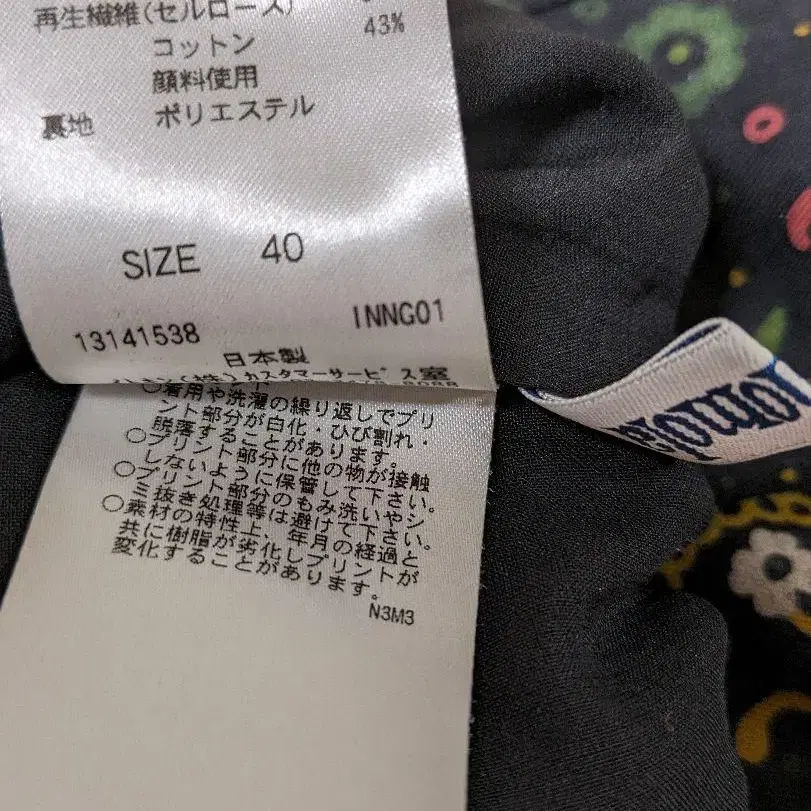 再生繊維(セルロース)
43%
コットン
顔料使用
裏地 ポリエステル
SIZE 40
13141538 INNG01
日本製
(株)カスタマーサービス室
○着用や洗濯の繰り返しでプリ
ント部分が白化・ひび割れ・
脱落することがあります。
○プリント部分に他の物が接触
しないように保管して下さい。
○プリント部分のもみ洗いやシ
ミ抜き処理等は避けて下さい。
○素材の特性上、年月の経過と
共に樹脂が劣化しプリントが
変化することがあります。
N3M3